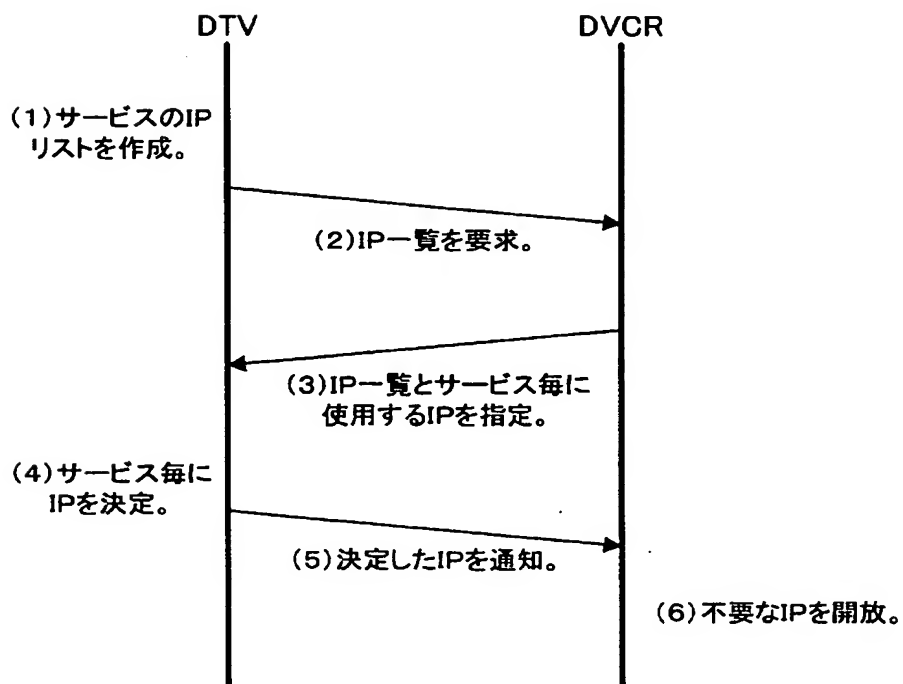 DTV
DVCR
(1)サービスのIP
リストを作成。
(2)IP一覧を要求。
(3)IP一覧とサービス毎に
使用するIPを指定。
(4)サービス毎に
IPを決定。
(5)決定したIPを通知。
(6)不要なIPを開放。